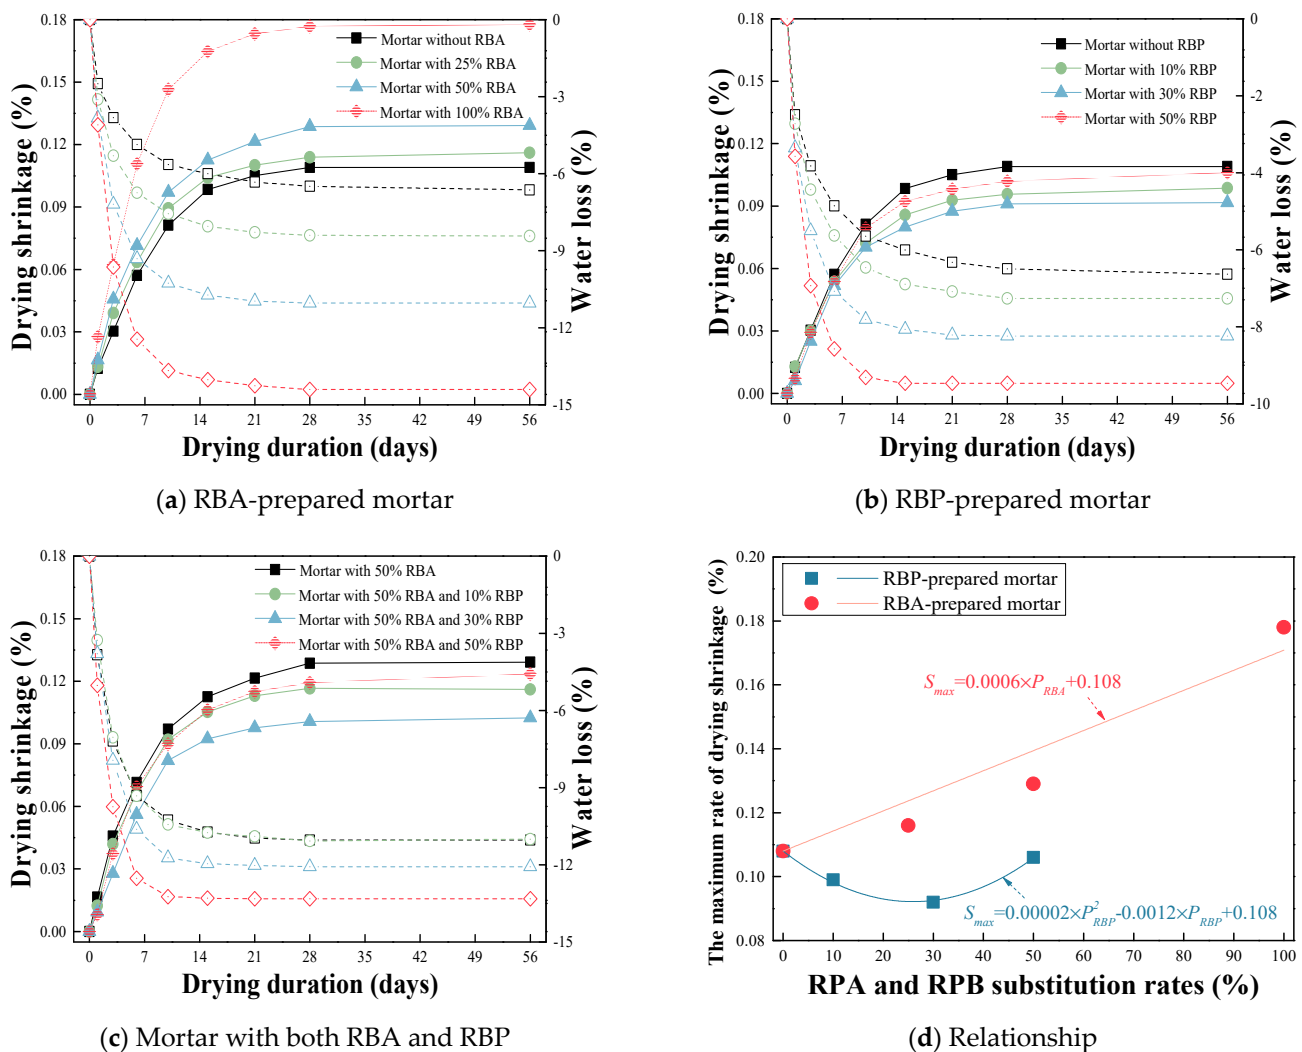 Drying shrinkage (%)
0.18
0.15
0.12
0.09
0.06
0.03
0.00
Mortar without RBA
Mortar with 25% RBA
Mortar with 50% RBA
Mortar with 100% RBA
0
-3
-6
-9
-12
-15
Water loss (%)
0 7 14 21 28 35 42 49 56
Drying duration (days)
(a) RBA-prepared mortar
Drying shrinkage (%)
0.18
0.15
0.12
0.09
0.06
0.03
0.00
Mortar without RBP
Mortar with 10% RBP
Mortar with 30% RBP
Mortar with 50% RBP
0
-2
-4
-6
-8
-10
Water loss (%)
0 7 14 21 28 35 42 49 56
Drying duration (days)
(b) RBP-prepared mortar
Drying shrinkage (%)
0.18
0.15
0.12
0.09
0.06
0.03
0.00
Mortar with 50% RBA
Mortar with 50% RBA and 10% RBP
Mortar with 50% RBA and 30% RBP
Mortar with 50% RBA and 50% RBP
0
-3
-6
-9
-12
-15
Water loss (%)
0 7 14 21 28 35 42 49 56
Drying duration (days)
(c) Mortar with both RBA and RBP
The maximum rate of drying shrinkage (%)
0.20
0.18
0.16
0.14
0.12
0.10
0.08
RBP-prepared mortar
RBA-prepared mortar
Smax=0.0006×PRBA+0.108
Smax=0.00002×P²RBP-0.0012×PRBP+0.108
0 10 20 30 40 50 60 70 80 90 100
RPA and RPB substitution rates (%)
(d) Relationship